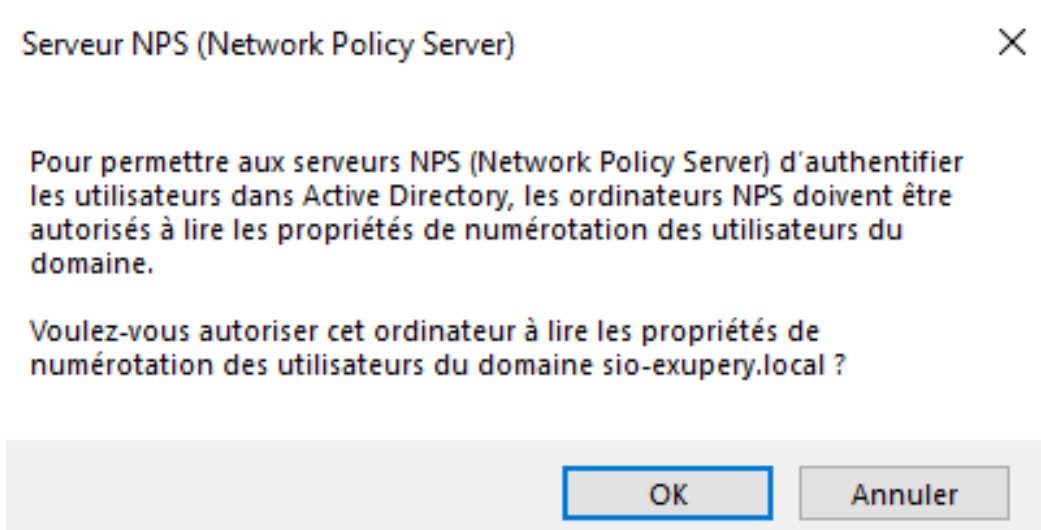 Serveur NPS (Network Policy Server)
Pour permettre aux serveurs NPS (Network Policy Server) d'authentifier
les utilisateurs dans Active Directory, les ordinateurs NPS doivent être
autorisés à lire les propriétés de numérotation des utilisateurs du
domaine.
Voulez-vous autoriser cet ordinateur à lire les propriétés de
numérotation des utilisateurs du domaine sio-exupery.local ?
OK Annuler